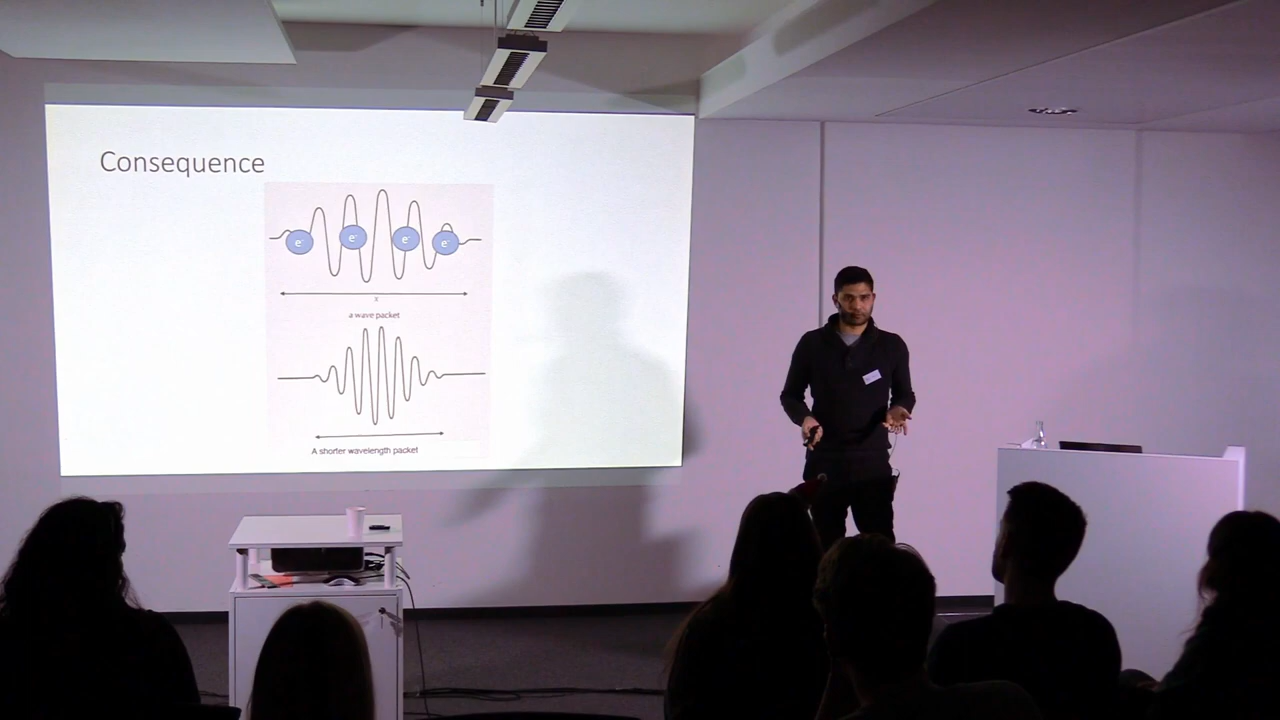 Consequence
e⁻ e⁻ e⁻ e⁻
x
a wave packet
A shorter wavelength packet